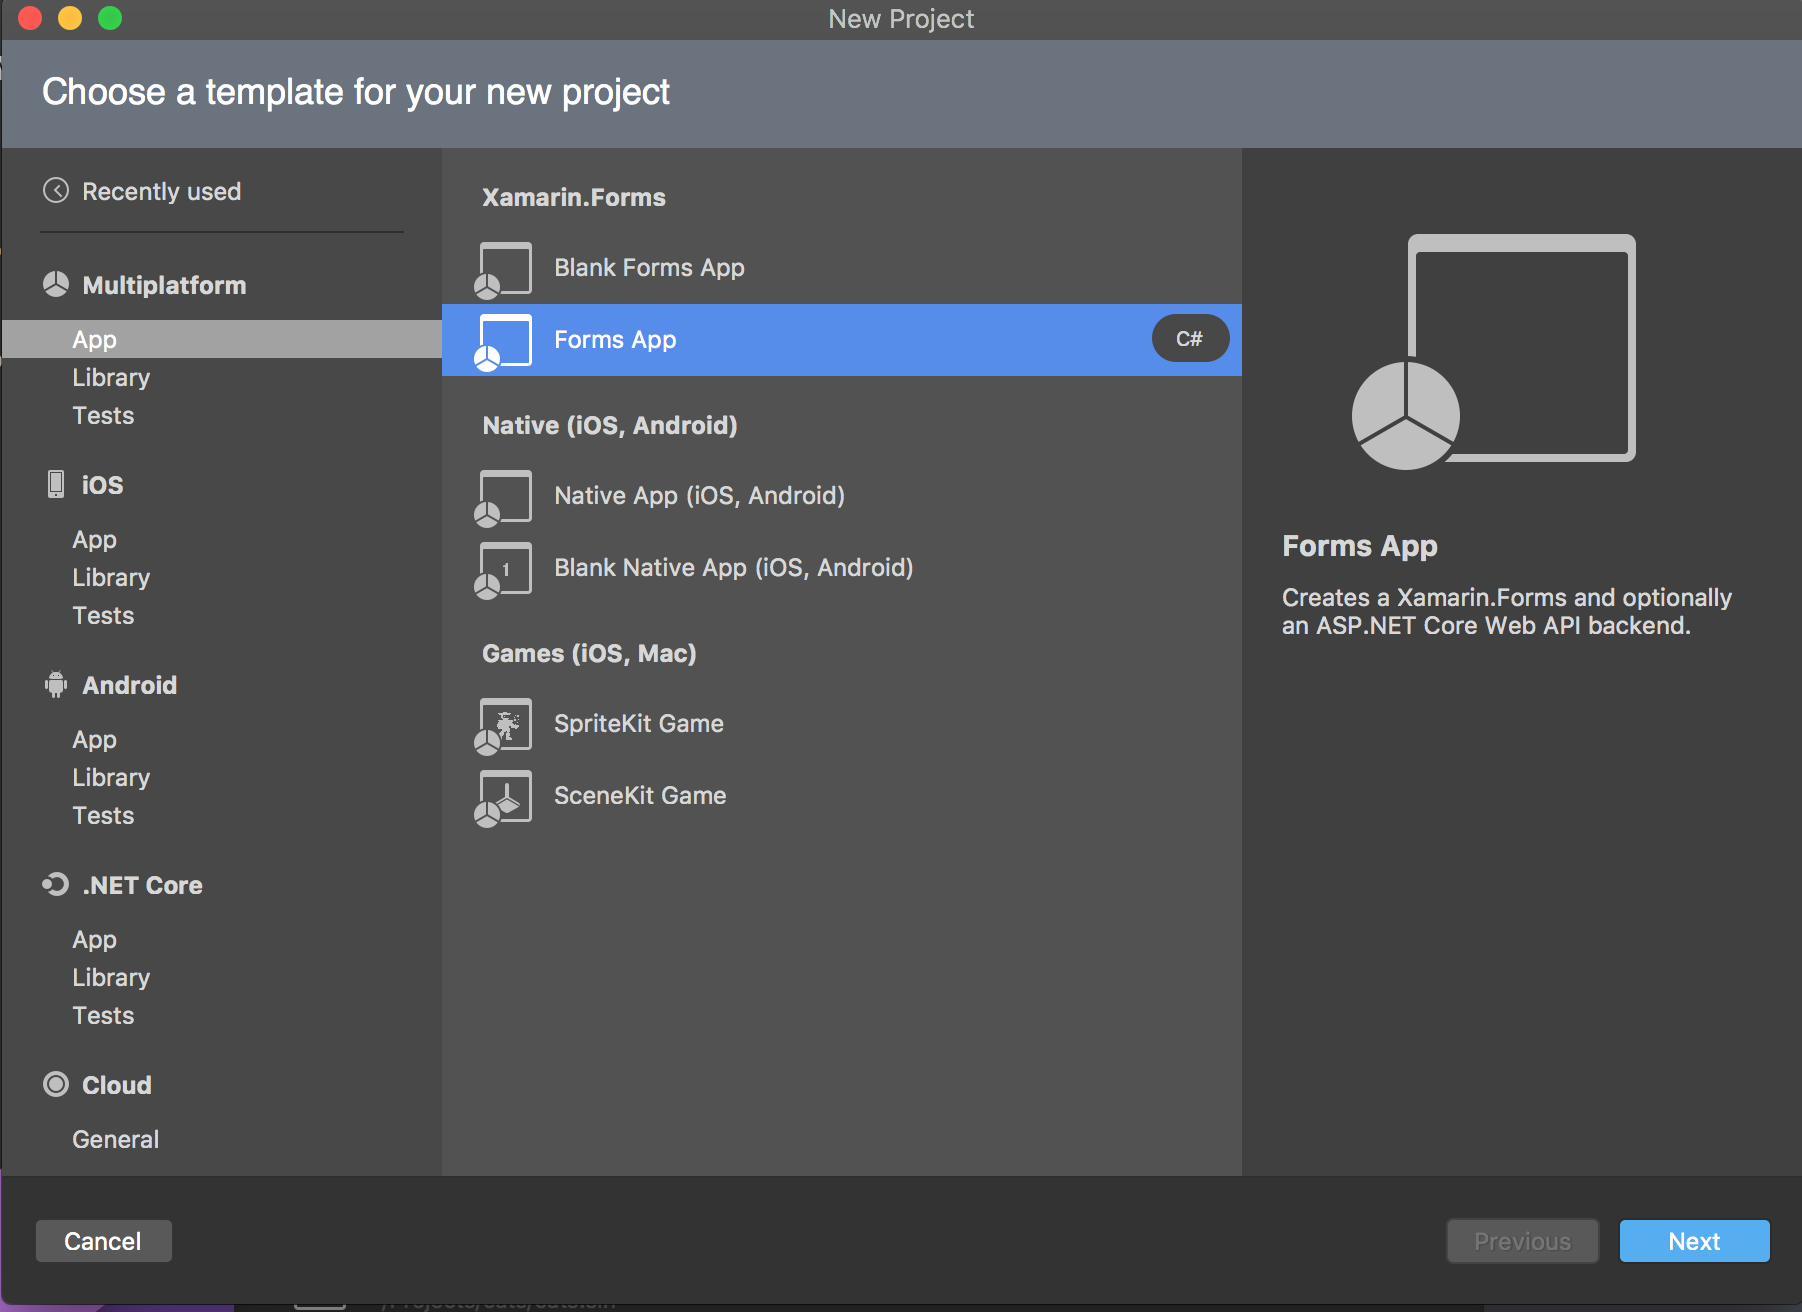 New Project
Choose a template for your new project
Recently used
Multiplatform
App
Library
Tests
iOS
App
Library
Tests
Android
App
Library
Tests
.NET Core
App
Library
Tests
Cloud
General
Xamarin.Forms
Blank Forms App
Forms App
C#
Native (iOS, Android)
Native App (iOS, Android)
1
Blank Native App (iOS, Android)
Games (iOS, Mac)
SpriteKit Game
SceneKit Game
Forms App
Creates a Xamarin.Forms and optionally
an ASP.NET Core Web API backend.
Cancel
Previous
Next